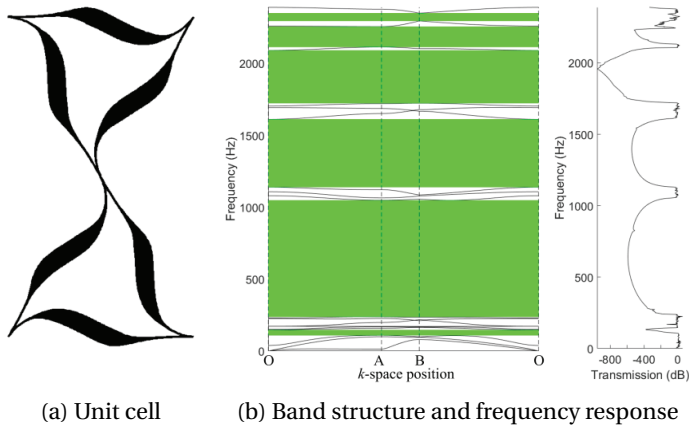 2000
1500
1000
500
0
Frequency (Hz)
O
A
B
O
k-space position
2000
1500
1000
500
0
Frequency (Hz)
-800
-400
0
Transmission (dB)
(a) Unit cell
(b) Band structure and frequency response